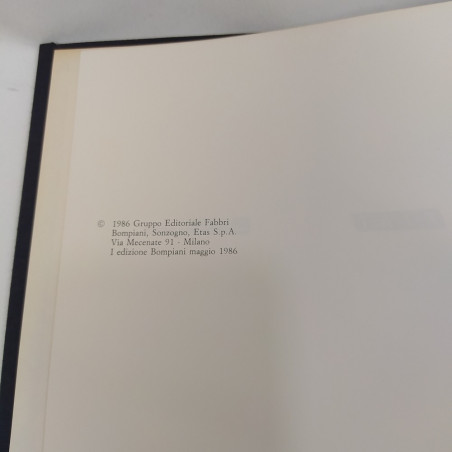 © 1986 Gruppo Editoriale Fabbri
Bompiani, Sonzogno, Etas S.p.A.
Via Mecenate 91 - Milano
I edizione Bompiani maggio 1986